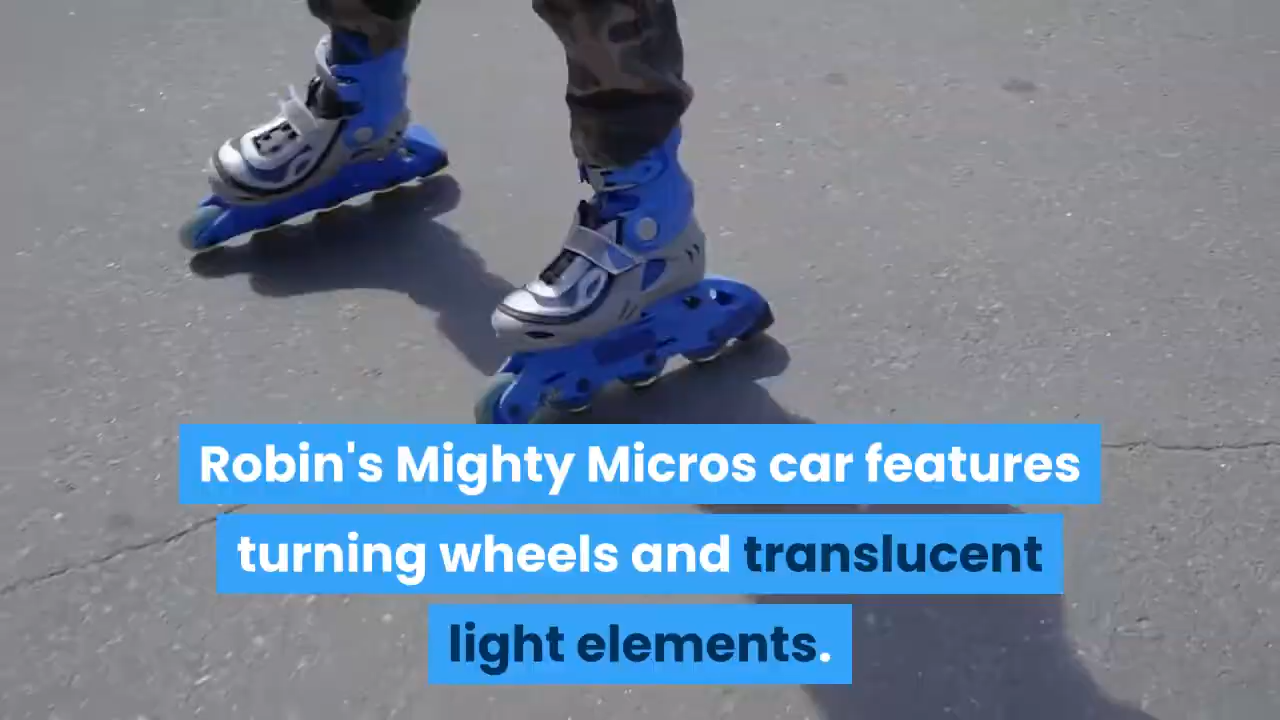 Robin's Mighty Micros car features
turning wheels and translucent
light elements.